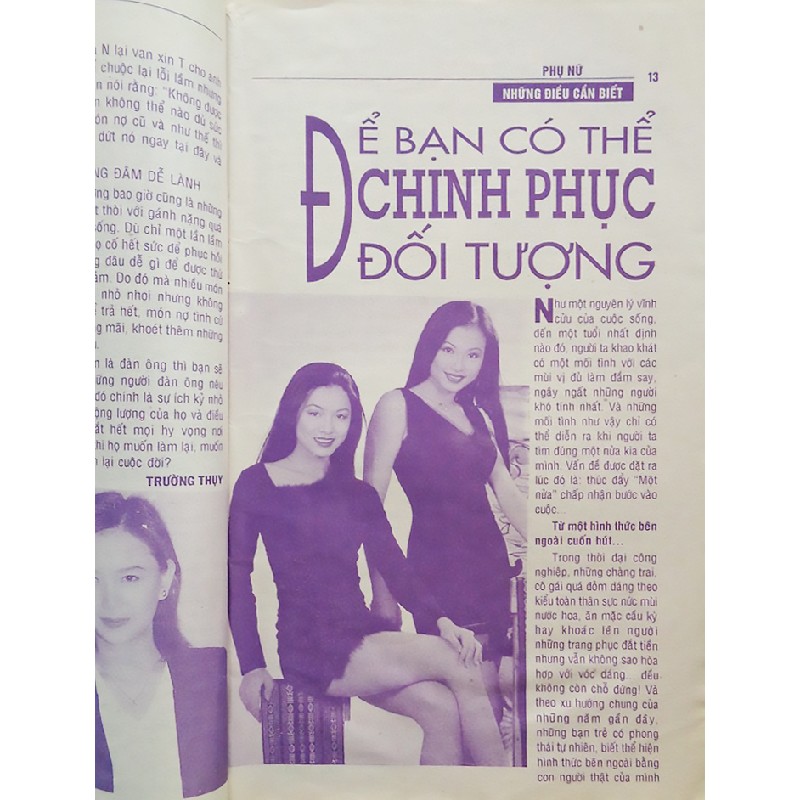 N lại van xin T cho anh
chuộc lại lỗi lầm nhưng
nói rằng: "Không được
không thể nào dù sức
nợ cũ và như thế thì
dứt nó ngay tại đây và
ĐÂM DỄ LÀNH
bao giờ cũng là những
thời với gánh nặng quá
sống. Dù chỉ một lần lầm
cố hết sức để phục hồi
đâu dễ gì để được thứ
Do đó mà nhiều món
nhỏ nhoi nhưng không
trả hết, món nợ tình cứ
mãi, khoét thêm những
là đàn ông thì bạn sẽ
người đàn ông nêu
đó chính là sự ích kỷ nhỏ
lượng của họ và điều
hết mọi hy vọng nơi
họ muốn làm lại, muốn
lại cuộc đời?
TRƯỜNG THỤY
PHỤ NỮ 13
NHỮNG ĐIỀU CẦN BIẾT
ĐỂ BẠN CÓ THỂ
CHINH PHỤC
ĐỐI TƯỢNG
Như một nguyên lý vĩnh
cửu của cuộc sống,
đến một tuổi nhất định
nào đó, người ta khao khát
có một mối tình với các
mùi vị đủ làm đắm say,
ngây ngất những người
khó tính nhất. Và những
mối tình như vậy chỉ có
thể diễn ra khi người ta
tìm đúng một nửa kia của
mình. Vấn đề được đặt ra
lúc đó là: thúc đẩy "Một
nửa" chấp nhận bước vào
cuộc...
Từ một hình thức bên
ngoài cuốn hút...
Trong thời đại công
nghiệp, những chàng trai,
cô gái quá đỏm dáng theo
kiểu toàn thân sực nức mùi
nước hoa, ăn mặc cầu kỳ
hay khoác lên người
những trang phục đắt tiền
nhưng vẫn không sao hòa
hợp với vóc dáng... đều
không còn chỗ đứng! Và
theo xu hướng chung của
những năm gần đây,
những bạn trẻ có phong
thái tự nhiên, biết thể hiện
hình thức bên ngoài bằng
con người thật của mình